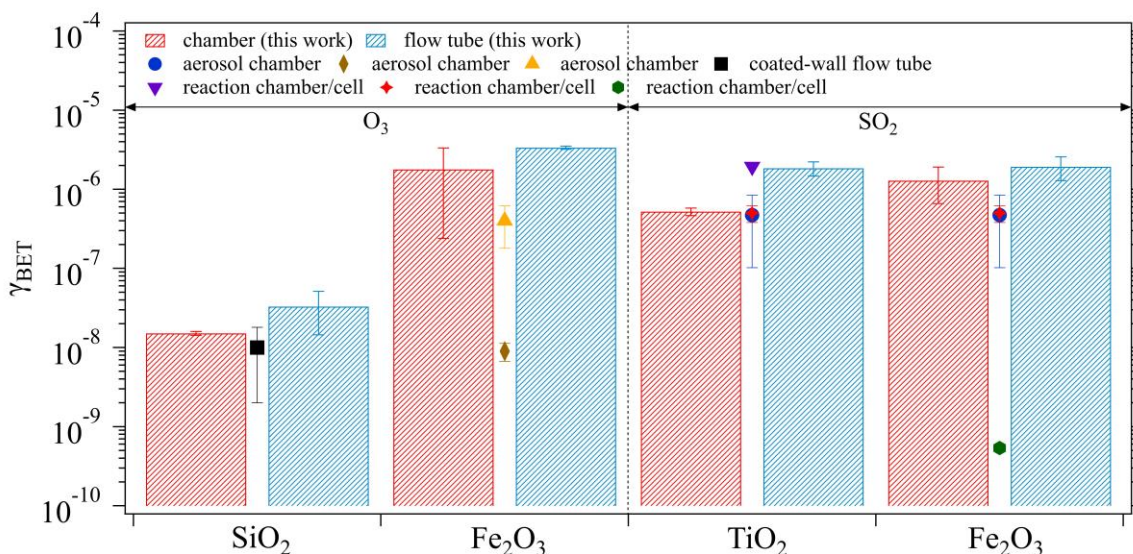 10⁻⁴
chamber (this work) flow tube (this work)
aerosol chamber aerosol chamber aerosol chamber coated-wall flow tube
reaction chamber/cell reaction chamber/cell reaction chamber/cell
10⁻⁵
O₃ SO₂
10⁻⁶
10⁻⁷
γBET
10⁻⁸
10⁻⁹
10⁻¹⁰
SiO₂ Fe₂O₃ TiO₂ Fe₂O₃